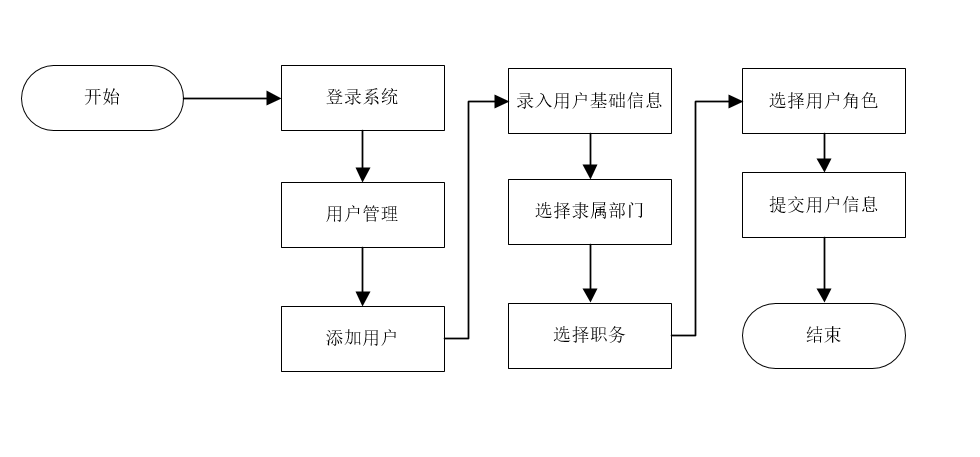 开始
登录系统
用户管理
添加用户
录入用户基础信息
选择隶属部门
选择职务
选择用户角色
提交用户信息
结束